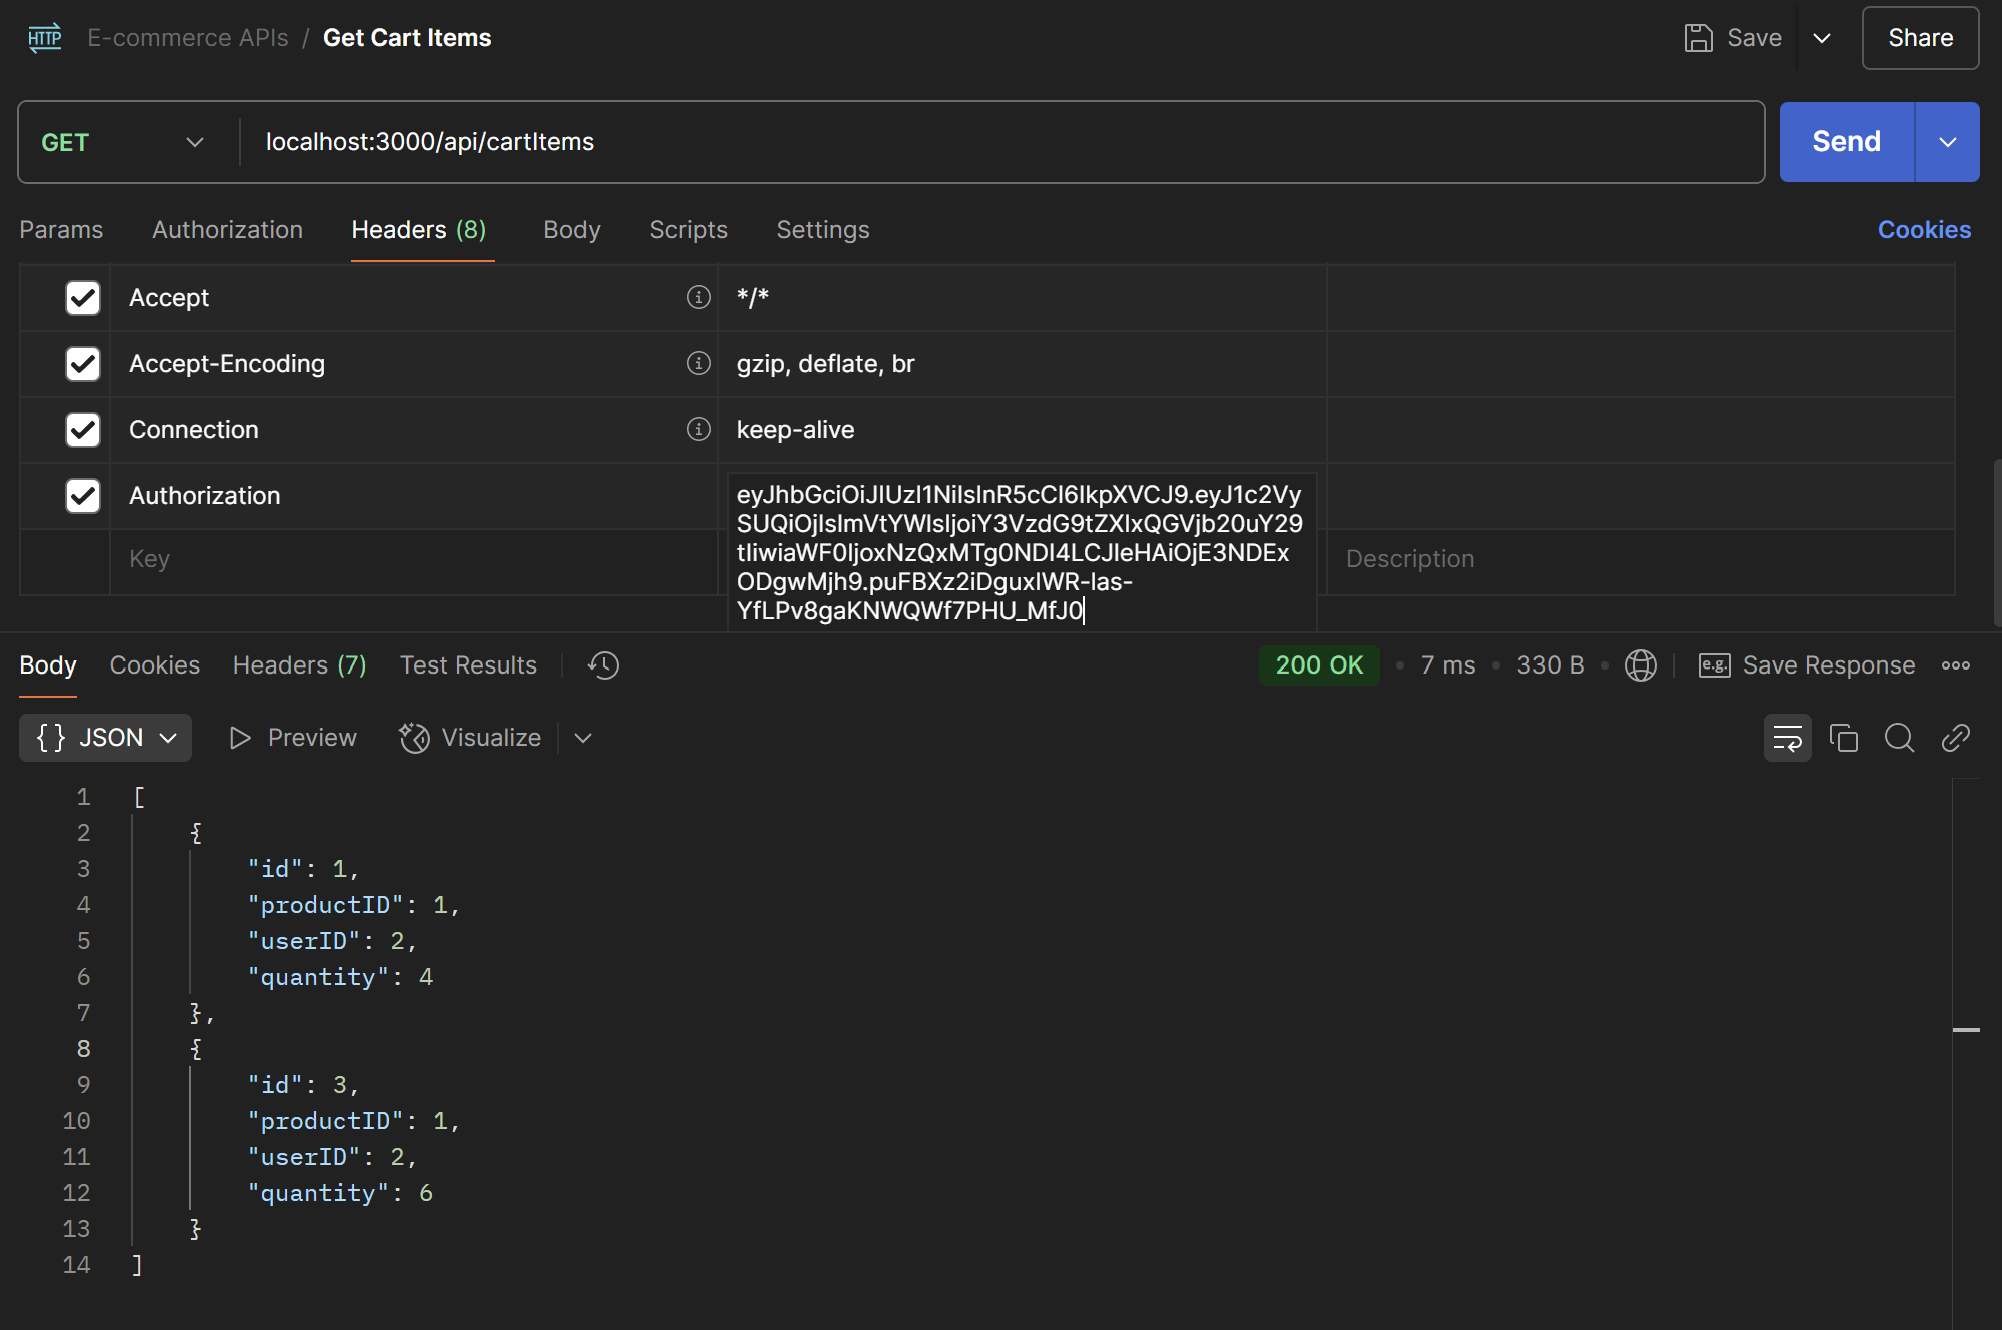 HTTP E-commerce APIs / Get Cart Items Save Share
GET localhost:3000/api/cartItems Send
Params Authorization Headers (8) Body Scripts Settings Cookies
Accept */*
Accept-Encoding gzip, deflate, br
Connection keep-alive
Authorization eyJhbGciOiJIUzI1NiIsInR5cCI6IkpXVCJ9.eyJ1c2Vy
SUQiOjIsImVtYWlsIjoiY3VzdG9tZXIxQGVjb20uY29
tIiwiaWF0IjoxNzQxMTg0NDI4LCJleHAiOjE3NDEx
ODgwMjh9.puFBXz2iDguxIWR-las-
YfLPv8gaKNWQWf7PHU_MfJ0
Key Description
Body Cookies Headers (7) Test Results 200 OK • 7 ms • 330 B • e.g. Save Response
{} JSON Preview Visualize
1 [
2 {
3 "id": 1,
4 "productID": 1,
5 "userID": 2,
6 "quantity": 4
7 },
8 {
9 "id": 3,
10 "productID": 1,
11 "userID": 2,
12 "quantity": 6
13 }
14 ]